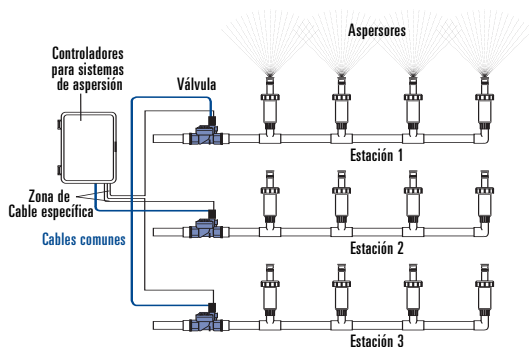 Aspersores
Controladores
para sistemas
de aspersión
Válvula
Estación 1
Zona de
Cable específica
Cables comunes
Estación 2
Estación 3